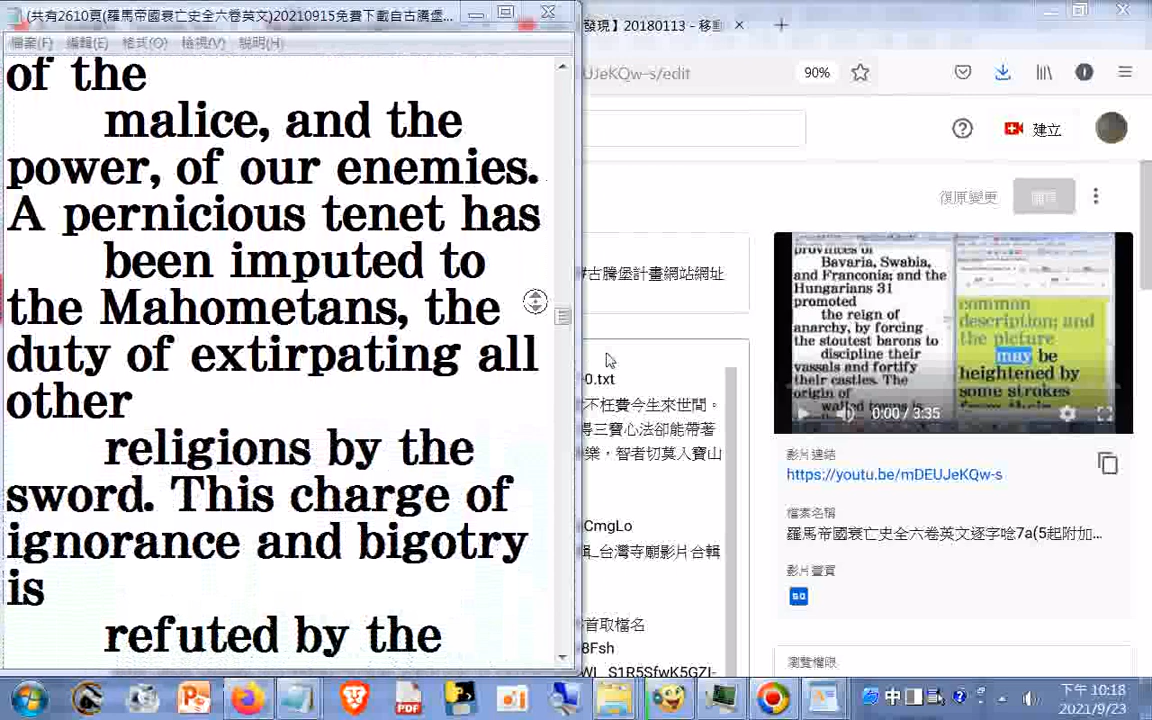 (共有2610頁(羅馬帝國衰亡史全六卷英文)20210915免費下載自古騰堡...
檔案(F) 編輯(E) 格式(O) 檢視(V) 說明(H)
of the
malice, and the
power, of our enemies.
A pernicious tenet has
been imputed to
the Mahometans, the
duty of extirpating all
other
religions by the
sword. This charge of
ignorance and bigotry
is
refuted by the
發現】20180113 - 移動
UJeKQw-s/edit
90%
建立
復原變更
#古騰堡計畫網站網址
-0.txt
不枉費今生來世間。
得三寶心法卻能帶著
樂，智者切莫入寶山
CmgLo
輯_台灣寺廟影片合輯
首取檔名
8Fsh
WI_S1R5SfwK5GZI-
provinces of
Bavaria, Swabia,
and Franconia; and the
Hungarians 31
promoted
the reign of
anarchy, by forcing
the stoutest barons to
discipline their
vassals and fortify
their castles. The
origin of
walled towns is
common
description; and
the picture
may be
heightened by
some strokes
0:00 / 3:35
影片連結
https://youtu.be/mDEUJeKQw-s
檔案名稱
羅馬帝國衰亡史全六卷英文逐字唸7a(5起附加...
影片畫質
SD
瀏覽權限
PDF
中
下午 10:18
2021/9/23